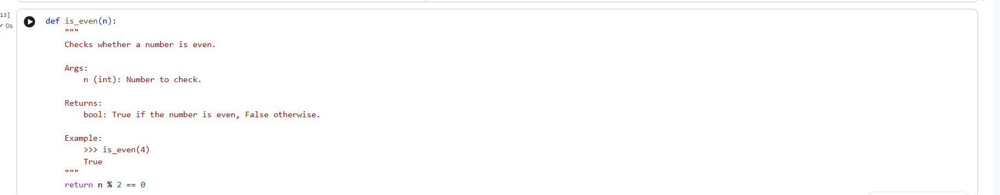 13]
0s
def is_even(n):
    """
    Checks whether a number is even.

    Args:
        n (int): Number to check.

    Returns:
        bool: True if the number is even, False otherwise.

    Example:
        >>> is_even(4)
        True
    """
    return n % 2 == 0